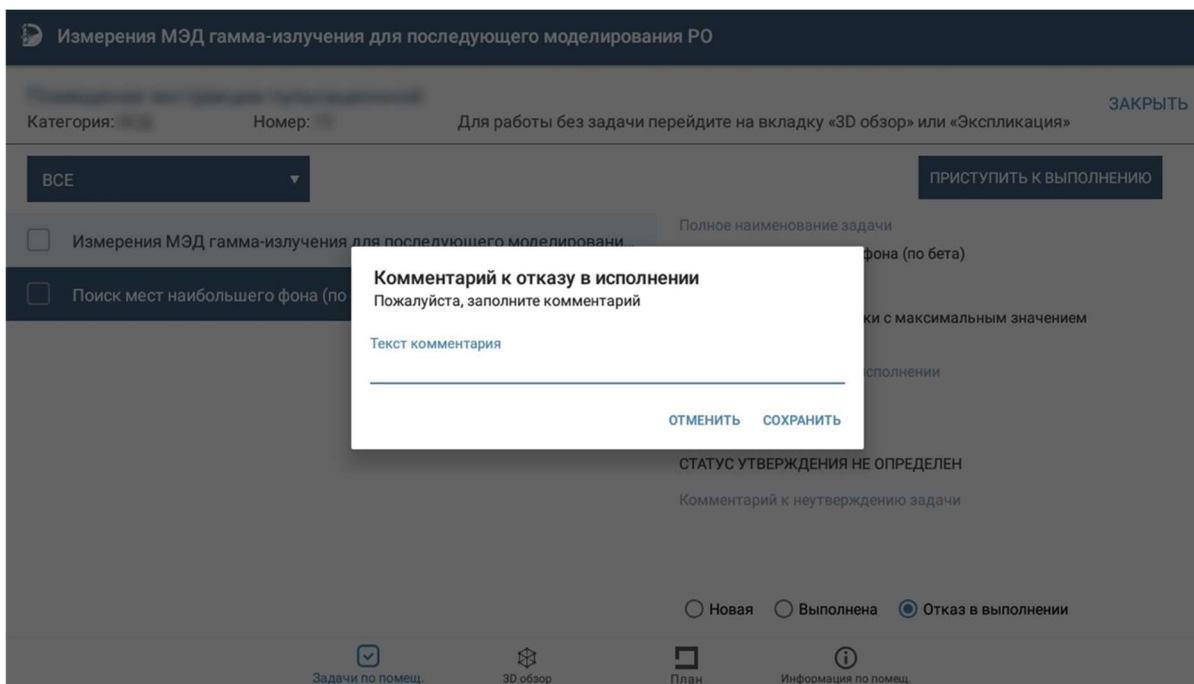 Измерения МЭД гамма-излучения для последующего моделирования РО
ЗАКРЫТЬ
Категория: Номер: Для работы без задачи перейдите на вкладку «3D обзор» или «Экспликация»
ВСЕ
ПРИСТУПИТЬ К ВЫПОЛНЕНИЮ
Полное наименование задачи
Измерения МЭД гамма-излучения для последующего моделировани...
фона (по бета)
Комментарий к отказу в исполнении
Поиск мест наибольшего фона (по
Пожалуйста, заполните комментарий
ки с максимальным значением
Текст комментария
сполнении
ОТМЕНИТЬ СОХРАНИТЬ
СТАТУС УТВЕРЖДЕНИЯ НЕ ОПРЕДЕЛЕН
Комментарий к неутверждению задачи
Новая Выполнена Отказ в выполнении
Задачи по помещ. 3D обзор План Информация по помещ.